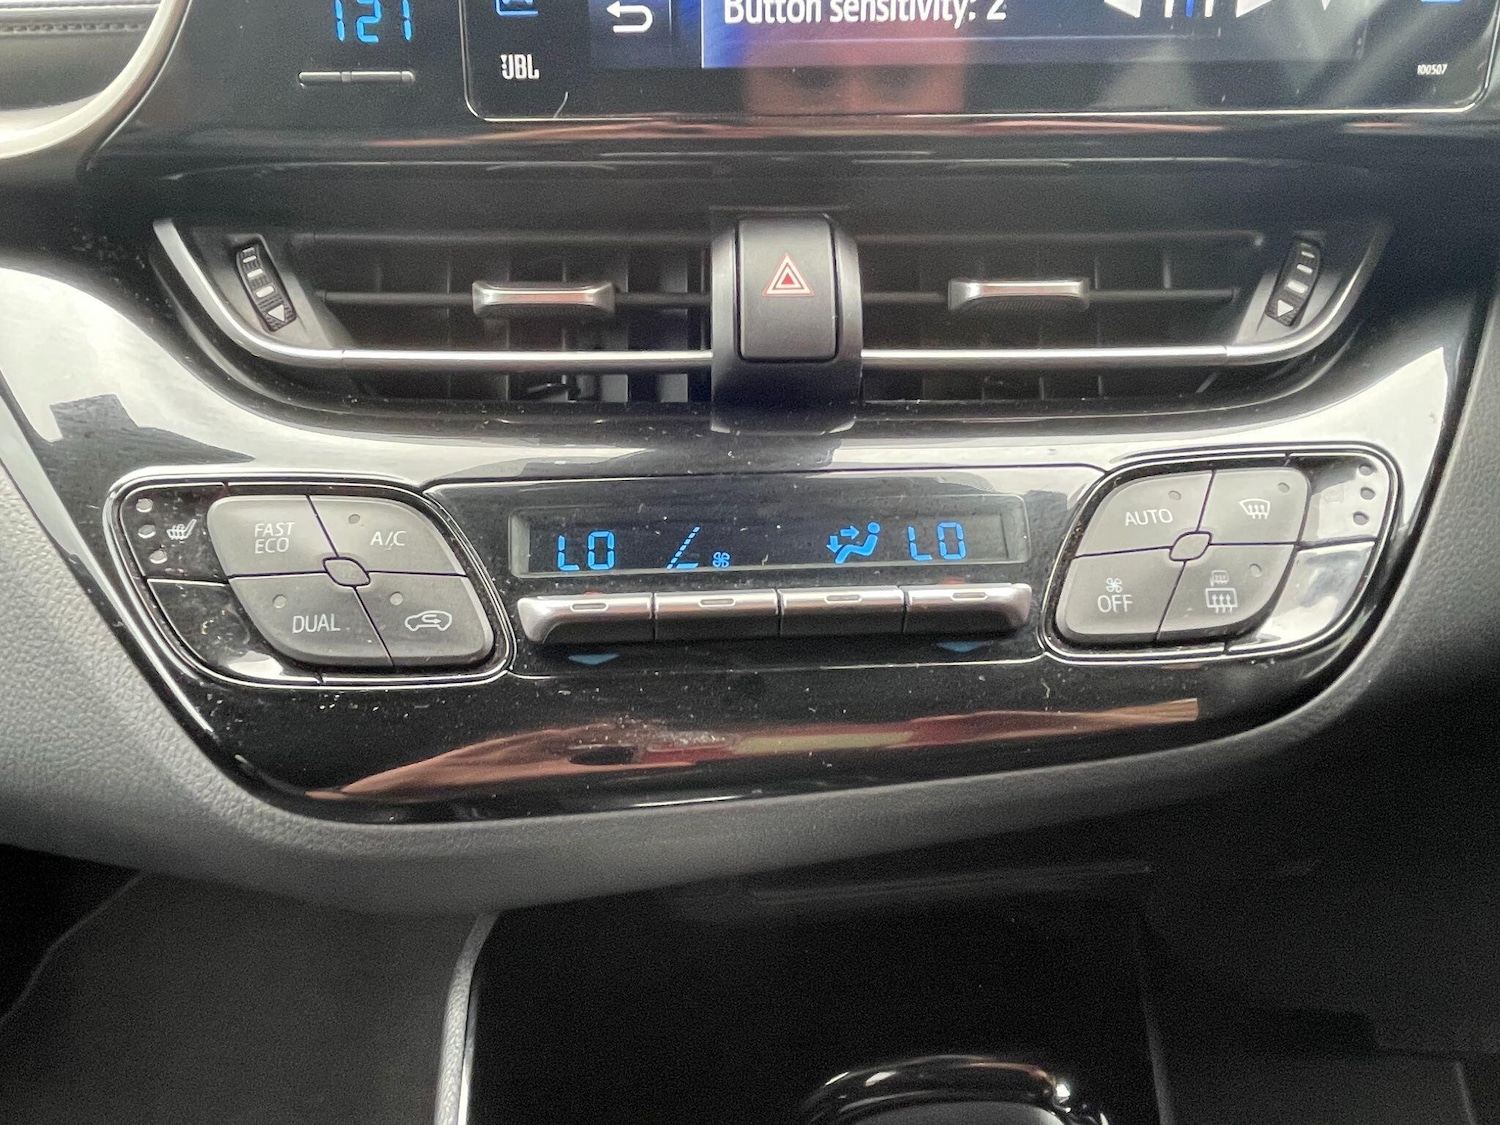 121
Button sensitivity: 2
JBL
100507
FAST
ECO
A/C
DUAL
LO
LO
AUTO
OFF